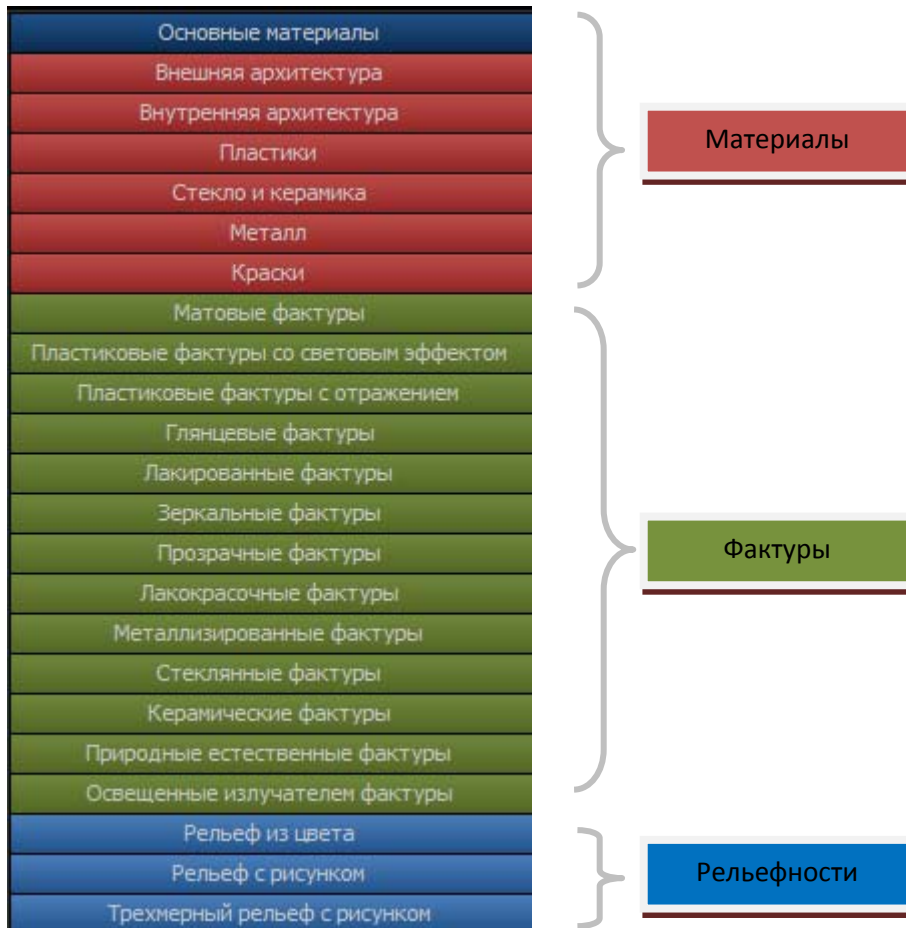 Основные материалы
Внешняя архитектура
Внутренняя архитектура
Пластики
Стекло и керамика
Металл
Краски
Матовые фактуры
Пластиковые фактуры со световым эффектом
Пластиковые фактуры с отражением
Глянцевые фактуры
Лакированные фактуры
Зеркальные фактуры
Прозрачные фактуры
Лакокрасочные фактуры
Металлизированные фактуры
Стеклянные фактуры
Керамические фактуры
Природные естественные фактуры
Освещенные излучателем фактуры
Рельеф из цвета
Рельеф с рисунком
Трехмерный рельеф с рисунком
Материалы
Фактуры
Рельефности